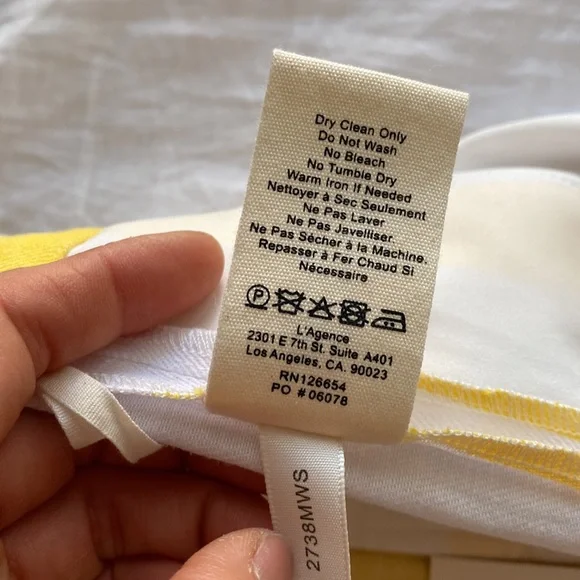 Dry Clean Only
Do Not Wash
No Bleach
No Tumble Dry
Warm Iron If Needed
Nettoyer à Sec Seulement
Ne Pas Laver
Ne Pas Javelliser
Ne Pas Sécher à la Machine.
Repasser à Fer Chaud Si
Nécessaire
P
L'Agence
2301 E 7th St. Suite A401
Los Angeles, CA. 90023
RN126654
PO # 06078
2738MWS